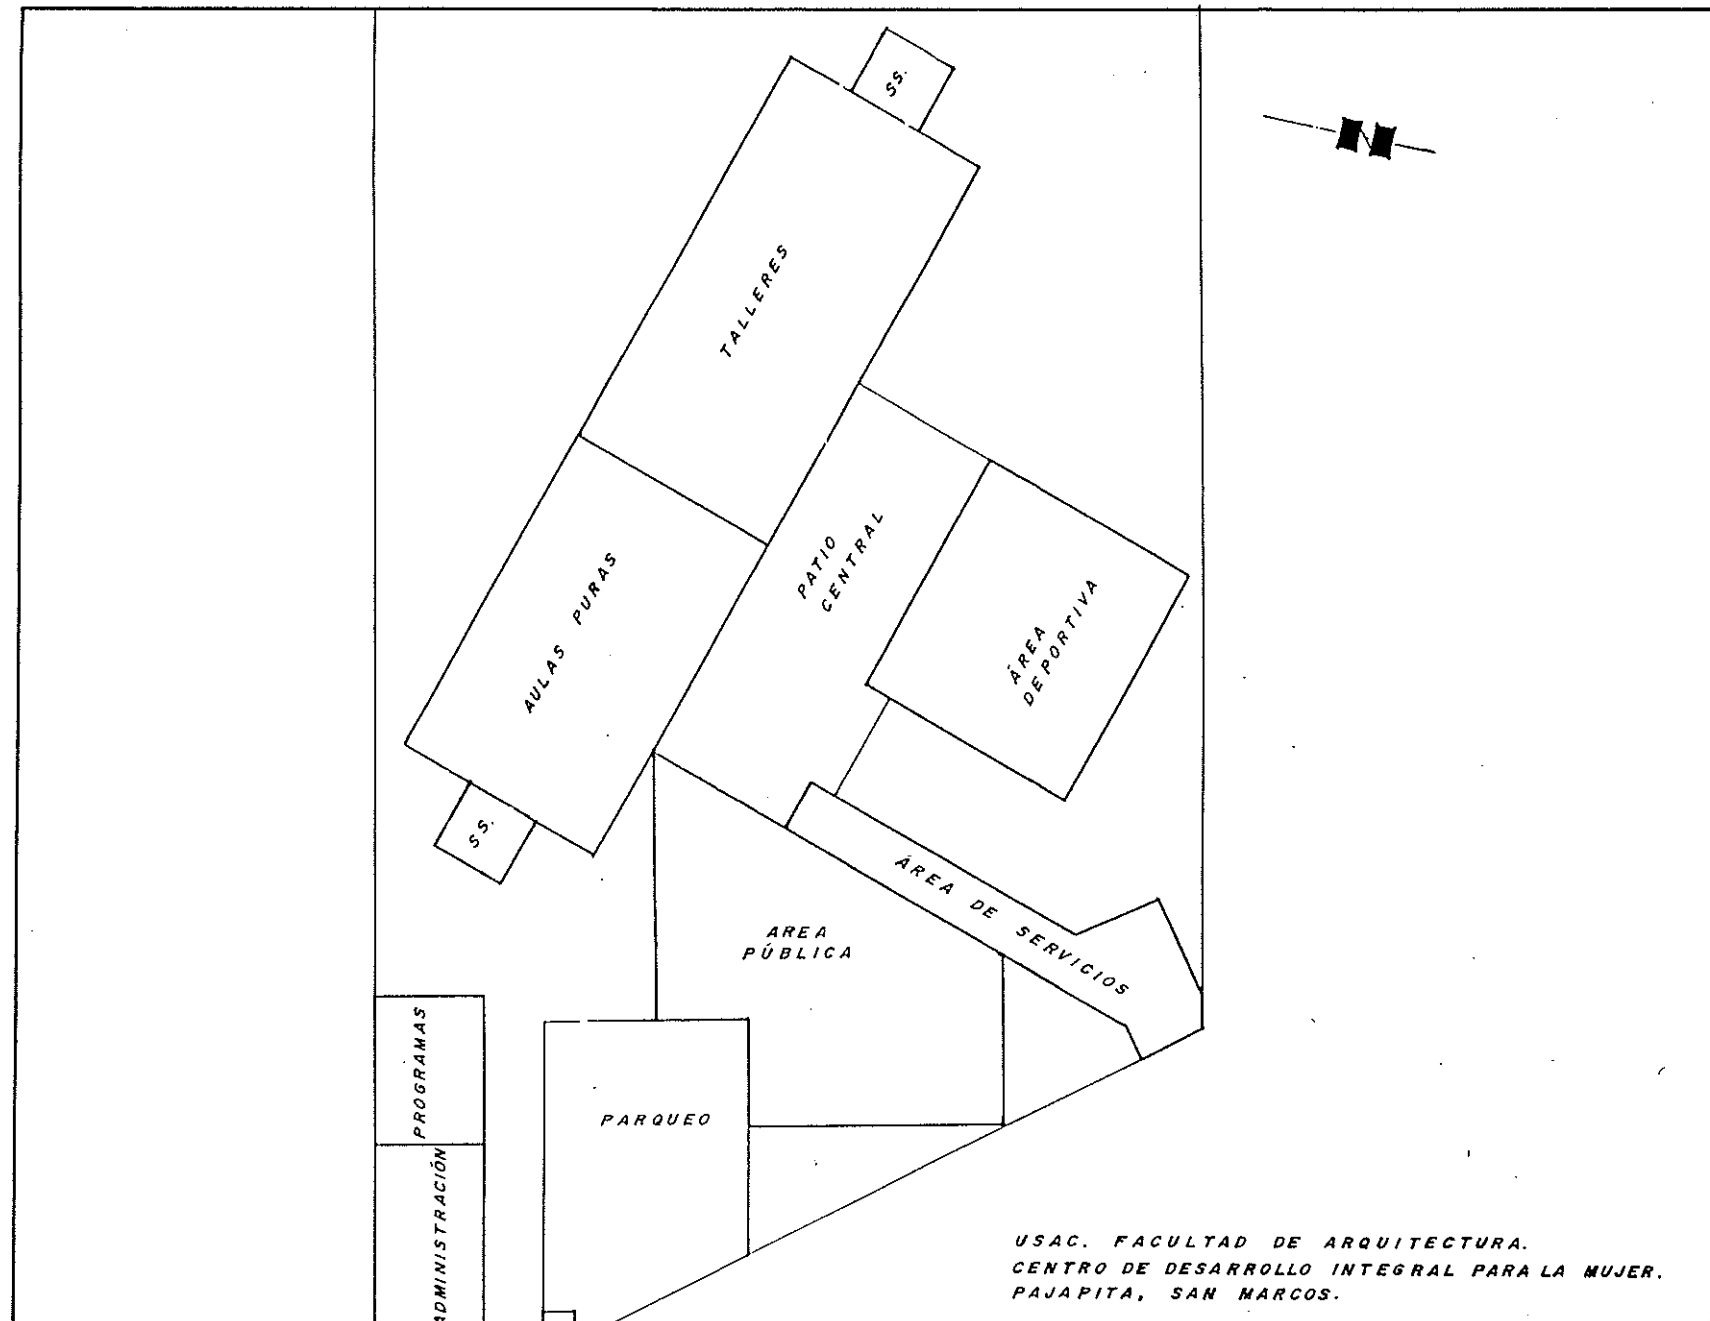 SS.
TALLERES
PATIO
CENTRAL
AULAS PURAS
ÁREA
DEPORTIVA
SS.
ÁREA DE SERVICIOS
AREA
PÚBLICA
PROGRAMAS
PARQUEO
ADMINISTRACIÓN
USAC. FACULTAD DE ARQUITECTURA.
CENTRO DE DESARROLLO INTEGRAL PARA LA MUJER.
PAJAPITA, SAN MARCOS.